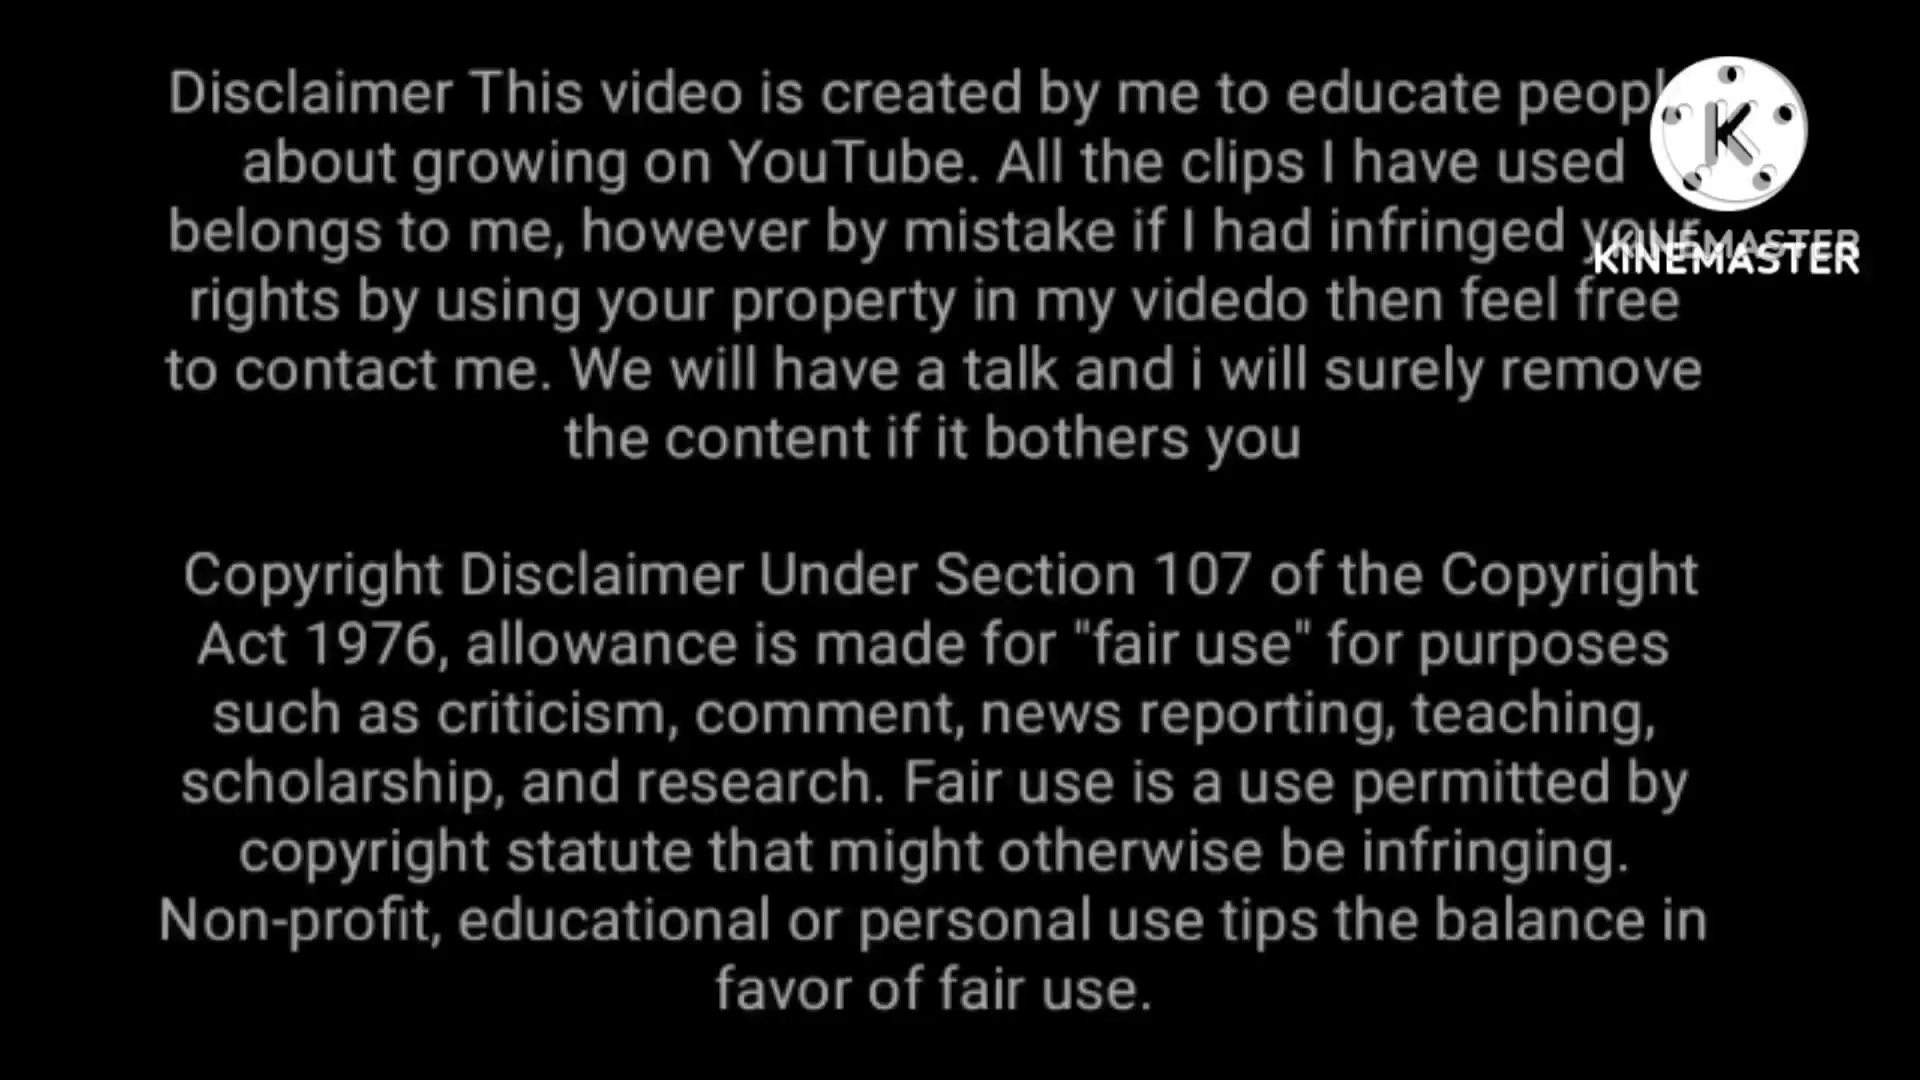 Disclaimer This video is created by me to educate people
about growing on YouTube. All the clips I have used
belongs to me, however by mistake if I had infringed your
rights by using your property in my videdo then feel free
to contact me. We will have a talk and i will surely remove
the content if it bothers you
Copyright Disclaimer Under Section 107 of the Copyright
Act 1976, allowance is made for "fair use" for purposes
such as criticism, comment, news reporting, teaching,
scholarship, and research. Fair use is a use permitted by
copyright statute that might otherwise be infringing.
Non-profit, educational or personal use tips the balance in
favor of fair use.
K
KINEMASTER
KINEMASTER